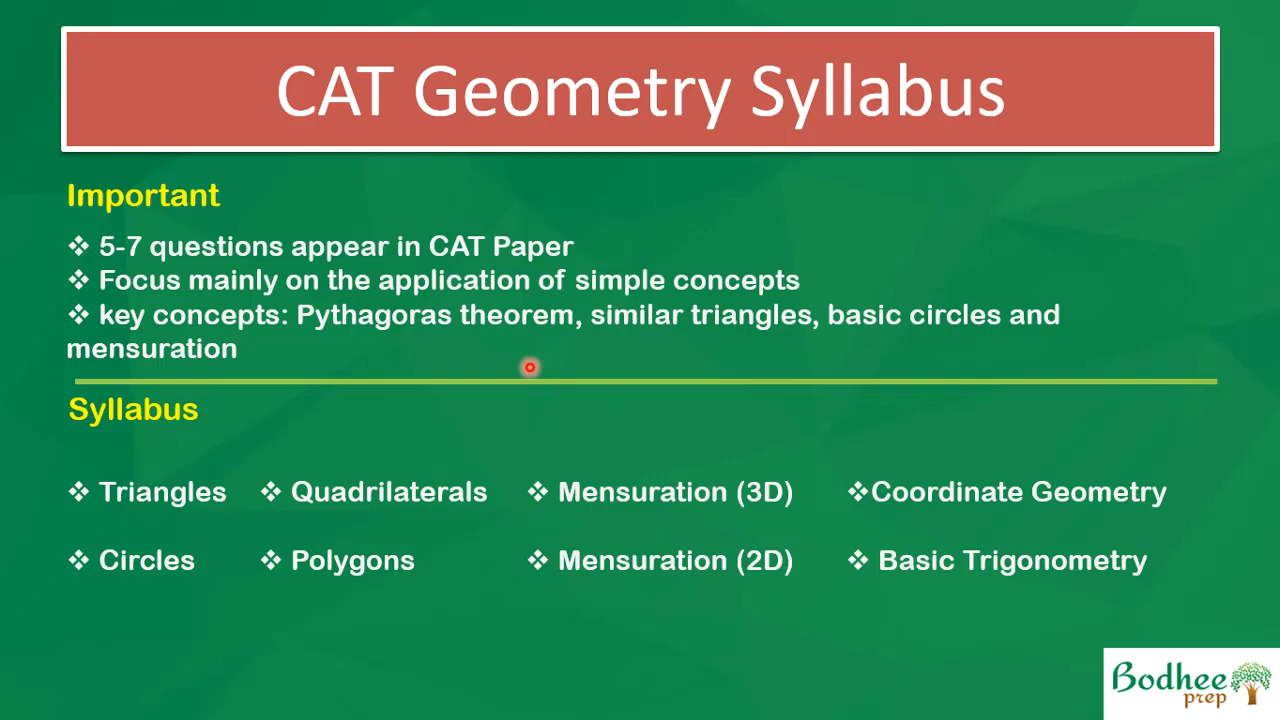 CAT Geometry Syllabus
Important
❖ 5-7 questions appear in CAT Paper
❖ Focus mainly on the application of simple concepts
❖ key concepts: Pythagoras theorem, similar triangles, basic circles and
mensuration
Syllabus
❖ Triangles ❖ Quadrilaterals ❖ Mensuration (3D) ❖Coordinate Geometry
❖ Circles ❖ Polygons ❖ Mensuration (2D) ❖ Basic Trigonometry
Bodhee
prep